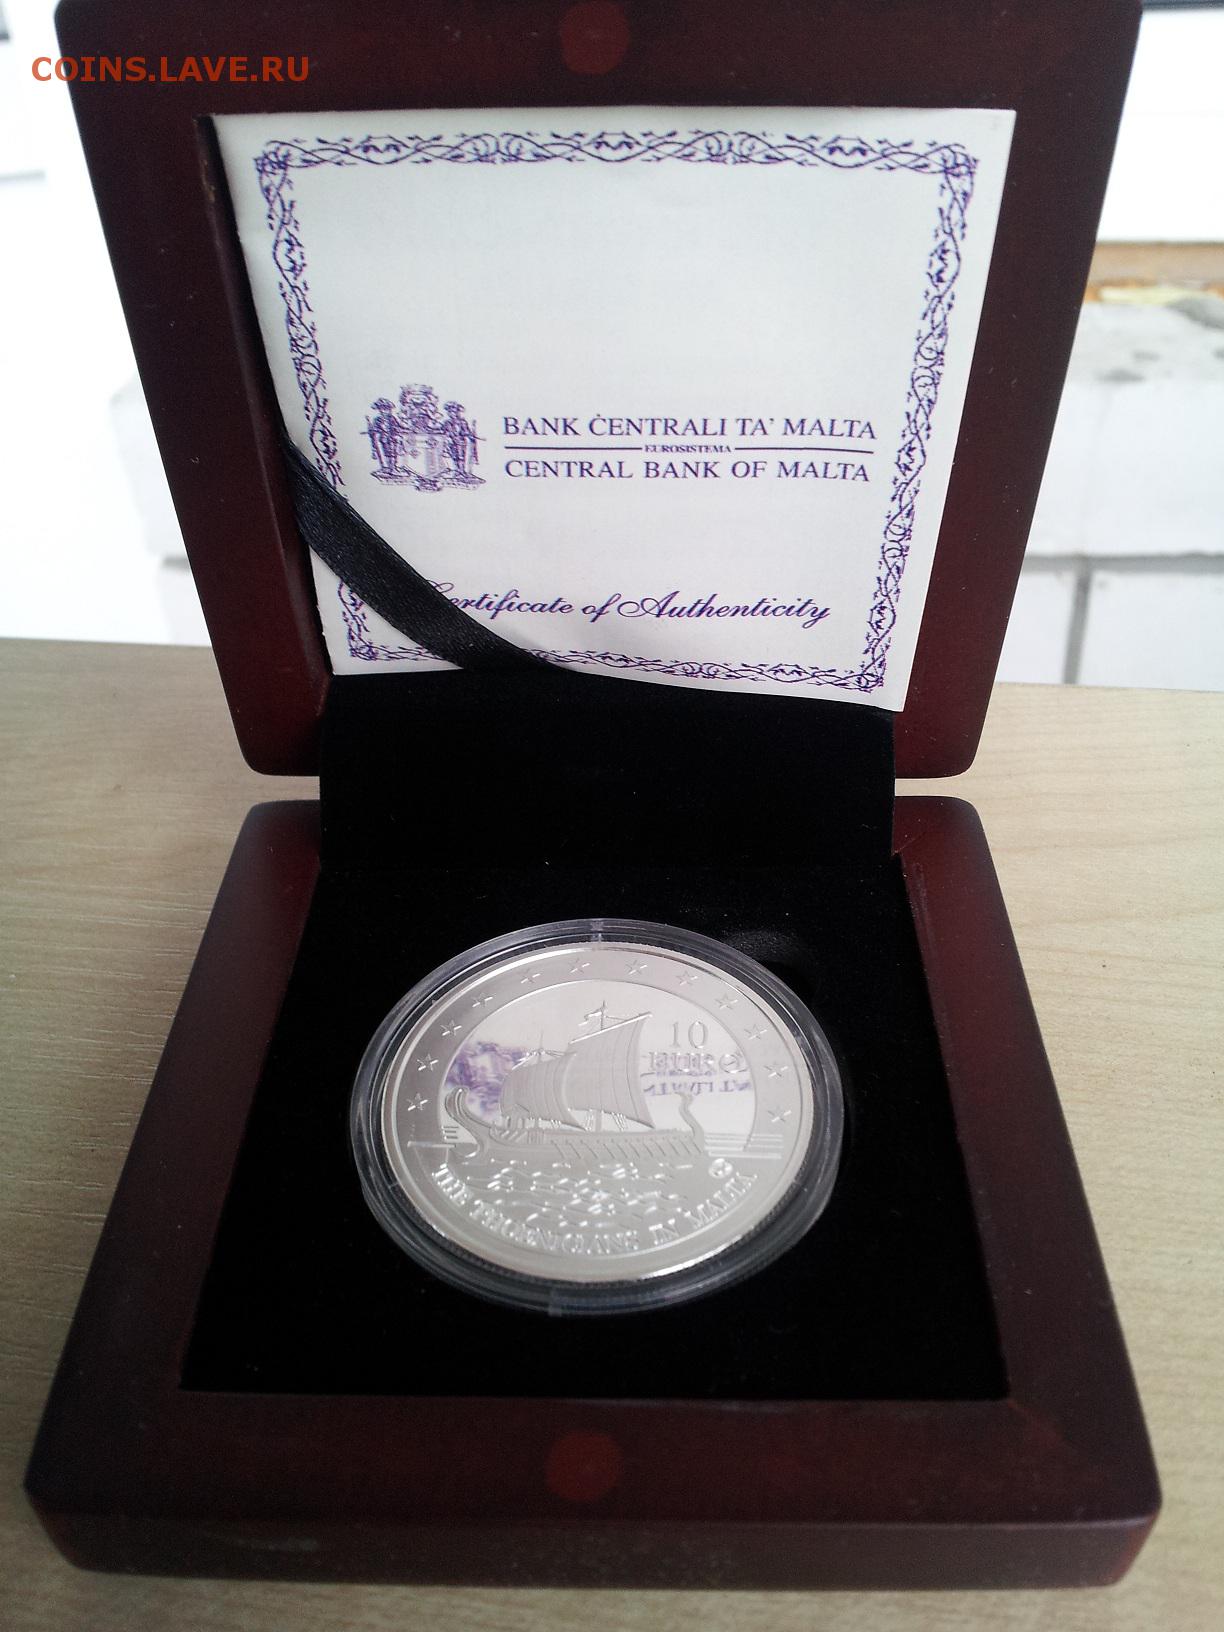 COINS.LAVE.RU
BANK ĊENTRALI TA' MALTA
EUROSISTEMA
CENTRAL BANK OF MALTA
Certificate of Authenticity
10
EURO
THE PHOENICIANS IN MALTA